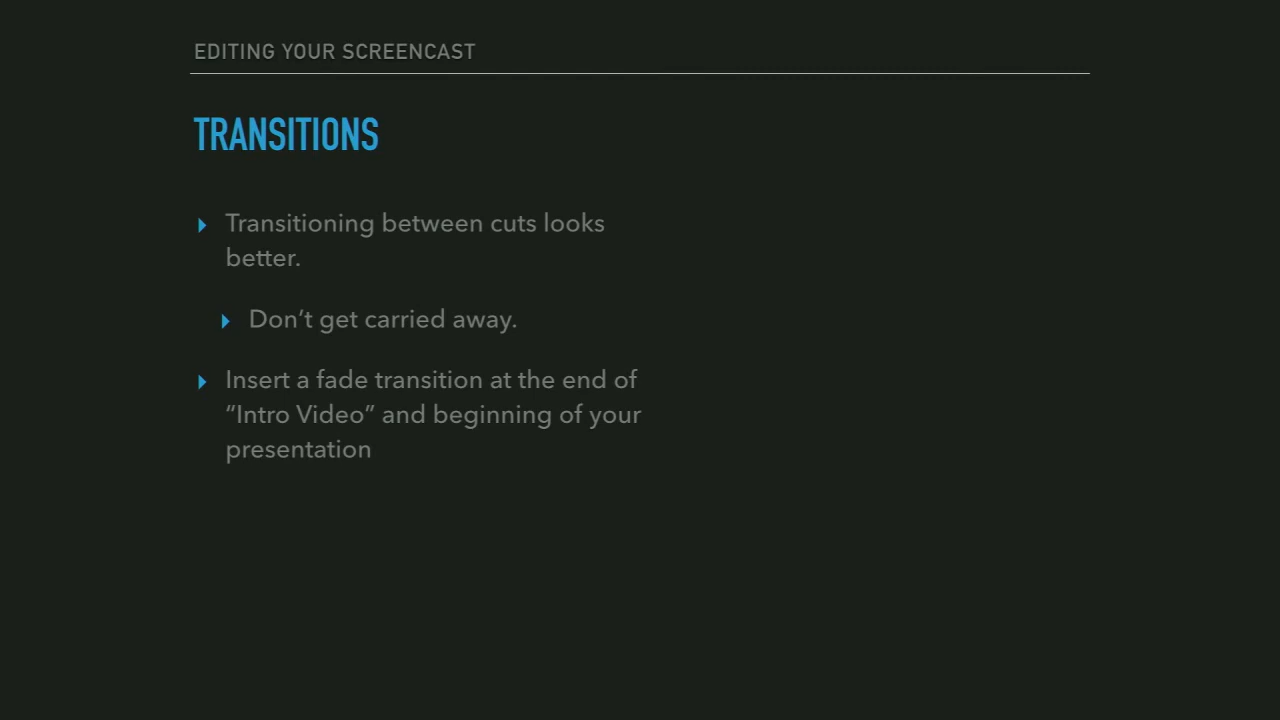 EDITING YOUR SCREENCAST
TRANSITIONS
Transitioning between cuts looks
better.
Don’t get carried away.
Insert a fade transition at the end of
“Intro Video” and beginning of your
presentation